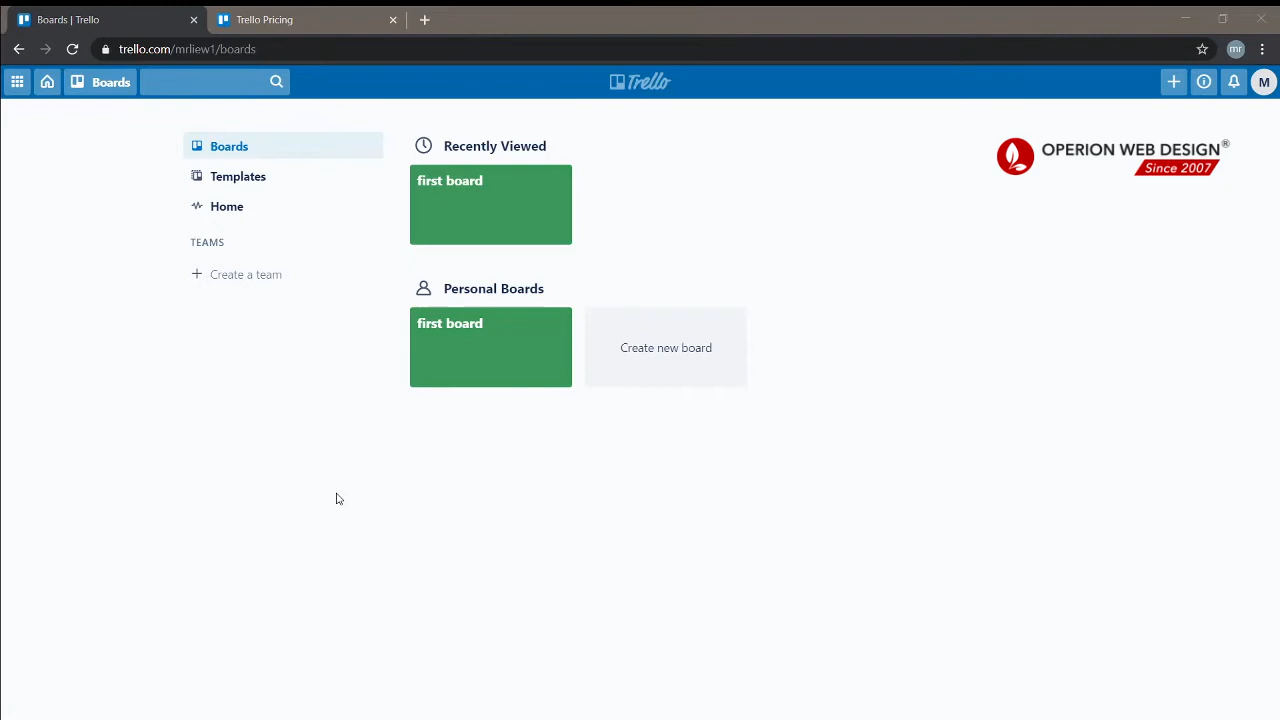 Boards | Trello
Trello Pricing
trello.com/mrliew1/boards
mr
Boards
Trello
M
Boards
Templates
Home
TEAMS
Create a team
Recently Viewed
first board
Personal Boards
first board
Create new board
OPERION WEB DESIGN®
Since 2007